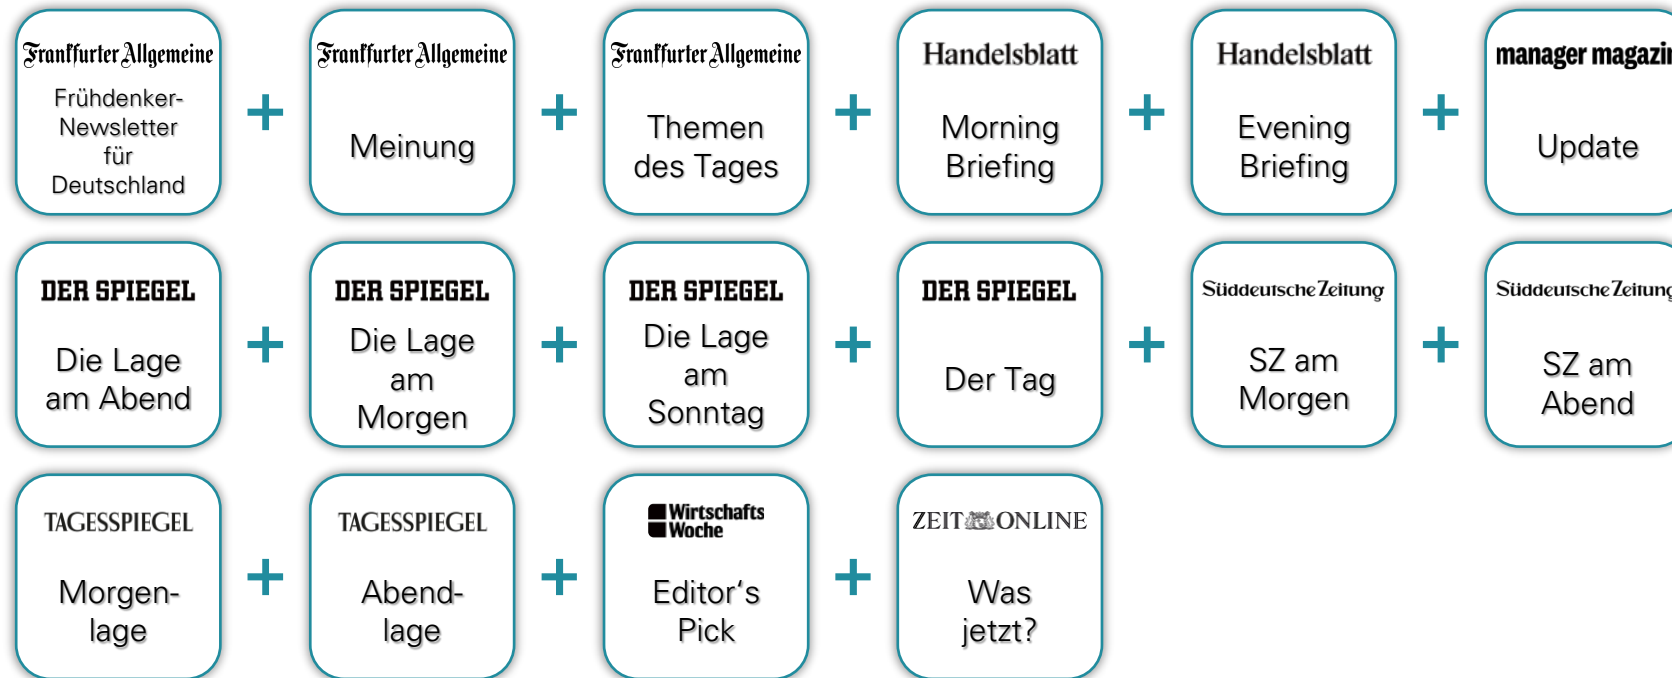 Frankfurter Allgemeine
Frühdenker-
Newsletter
für
Deutschland
+
Frankfurter Allgemeine
Meinung
+
Frankfurter Allgemeine
Themen
des Tages
+
Handelsblatt
Morning
Briefing
+
Handelsblatt
Evening
Briefing
+
manager magazin
Update
DER SPIEGEL
Die Lage
am Abend
+
DER SPIEGEL
Die Lage
am
Morgen
+
DER SPIEGEL
Die Lage
am
Sonntag
+
DER SPIEGEL
Der Tag
+
Süddeutsche Zeitung
SZ am
Morgen
+
Süddeutsche Zeitung
SZ am
Abend
TAGESSPIEGEL
Morgen-
lage
+
TAGESSPIEGEL
Abend-
lage
+
Wirtschafts
Woche
Editor‘s
Pick
+
ZEIT ONLINE
Was
jetzt?